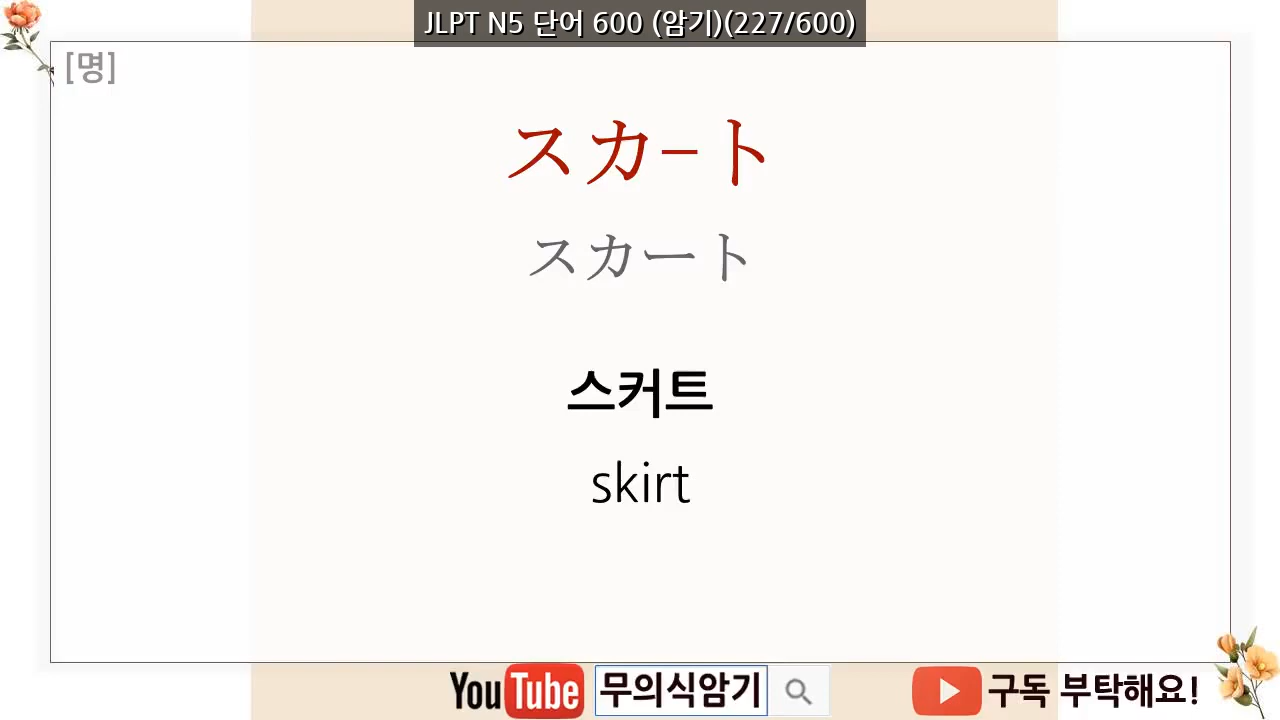 JLPT N5 단어 600 (암기)(227/600)
[명]
スカ−ト
スカート
스커트
skirt
YouTube 무의식암기 구독 부탁해요!